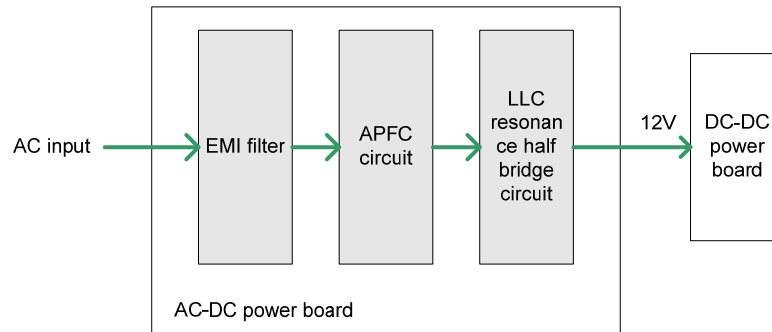 AC input
EMI filter
APFC
circuit
LLC
resonan
ce half
bridge
circuit
12V
DC-DC
power
board
AC-DC power board